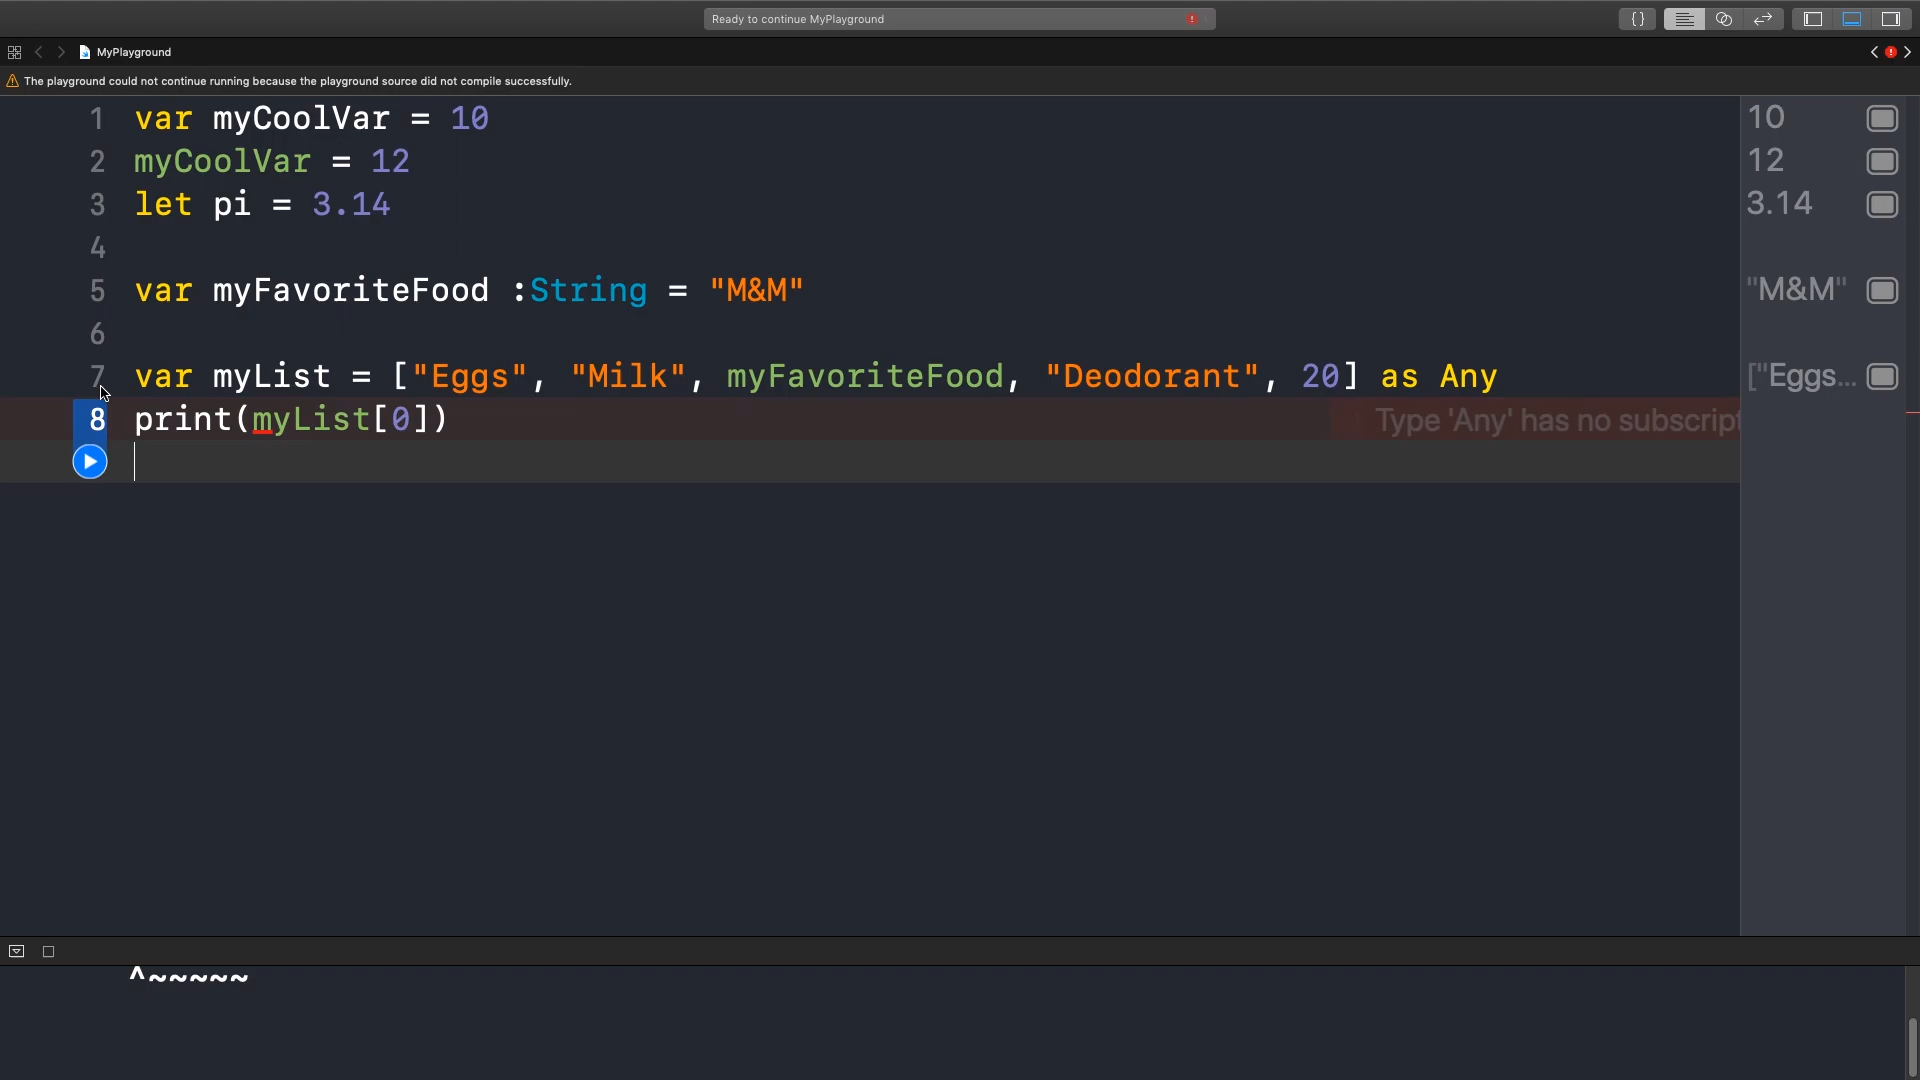 Ready to continue MyPlayground
MyPlayground
The playground could not continue running because the playground source did not compile successfully.
1 var myCoolVar = 10
10
2 myCoolVar = 12
12
3 let pi = 3.14
3.14
4
5 var myFavoriteFood :String = "M&M"
"M&M"
6
7 var myList = ["Eggs", "Milk", myFavoriteFood, "Deodorant", 20] as Any
["Eggs...
8 print(myList[0])
Type 'Any' has no subscript
^~~~~~